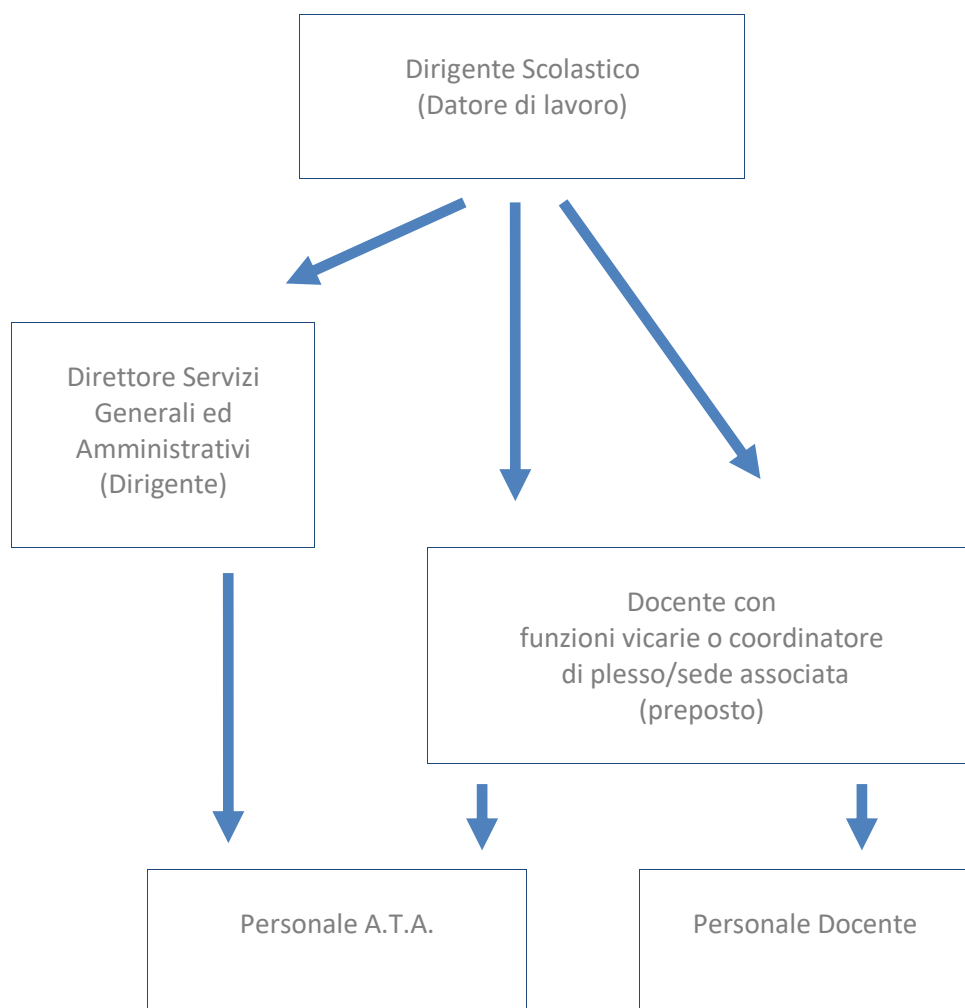 Dirigente Scolastico
(Datore di lavoro)
Direttore Servizi
Generali ed
Amministrativi
(Dirigente)
Docente con
funzioni vicarie o coordinatore
di plesso/sede associata
(preposto)
Personale A.T.A.
Personale Docente